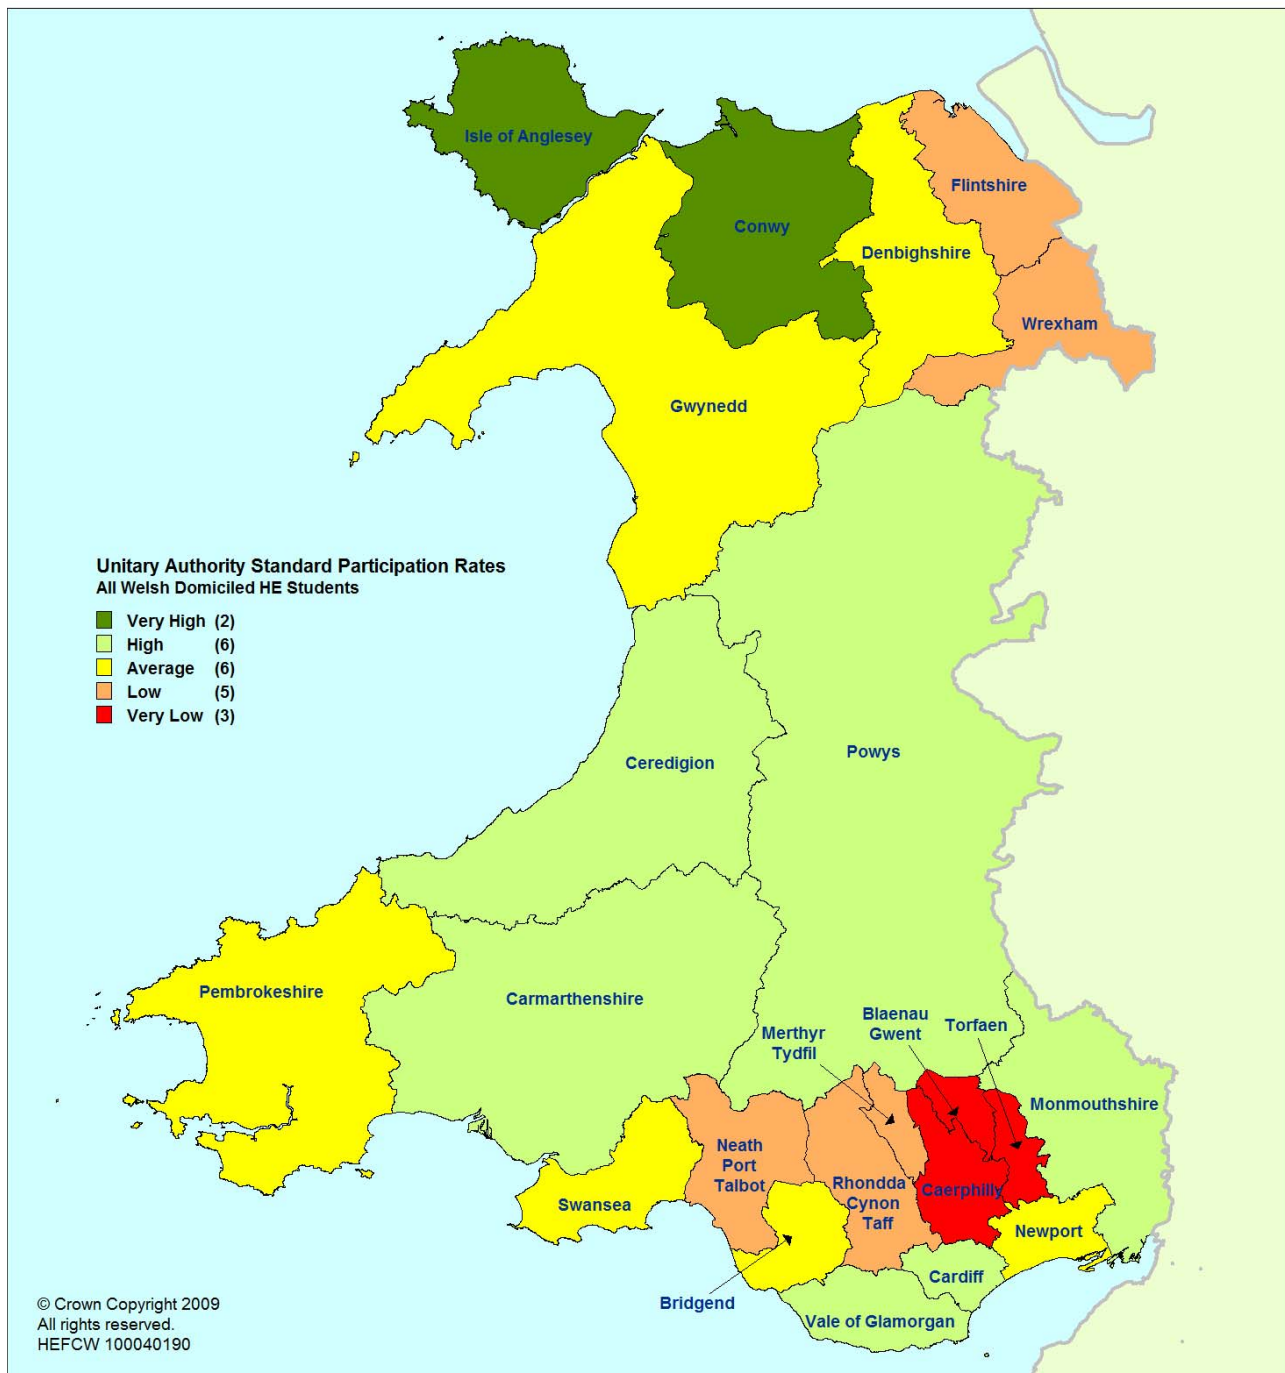 Isle of Anglesey
Conwy
Flintshire
Denbighshire
Wrexham
Gwynedd
Unitary Authority Standard Participation Rates
All Welsh Domiciled HE Students
Very High (2)
High (6)
Average (6)
Low (5)
Very Low (3)
Ceredigion
Powys
Pembrokeshire
Carmarthenshire
Merthyr
Tydfil
Blaenau
Gwent
Torfaen
Monmouthshire
Neath
Port
Talbot
Rhondda
Cynon
Taff
Caerphilly
Swansea
Newport
Cardiff
Bridgend
Vale of Glamorgan
© Crown Copyright 2009
All rights reserved.
HEFCW 100040190